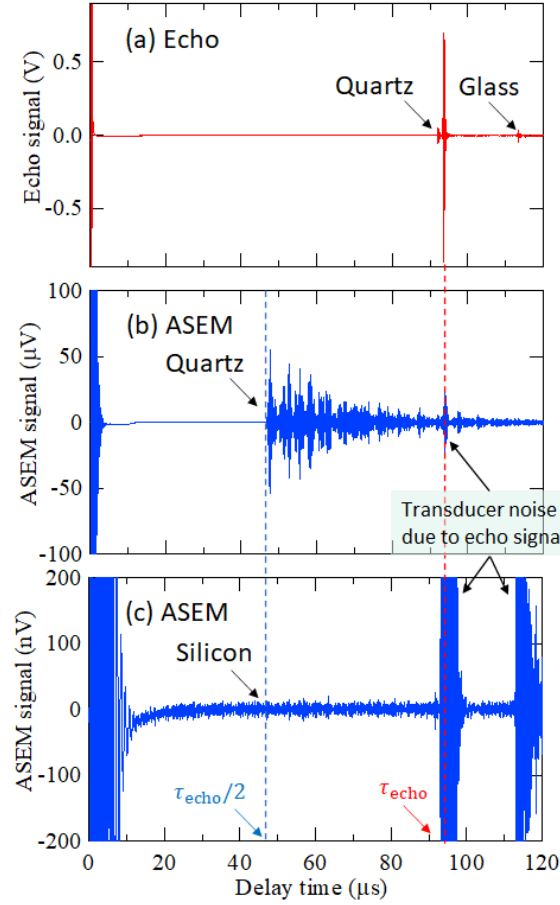 (a) Echo
0.5
0.0
-0.5
Echo signal (V)
Quartz
Glass
(b) ASEM
100
50
0
-50
-100
ASEM signal (μV)
Quartz
Transducer noise
due to echo signal
(c) ASEM
200
100
0
-100
-200
ASEM signal (nV)
Silicon
τecho/2
τecho
0 20 40 60 80 100 120
Delay time (μs)